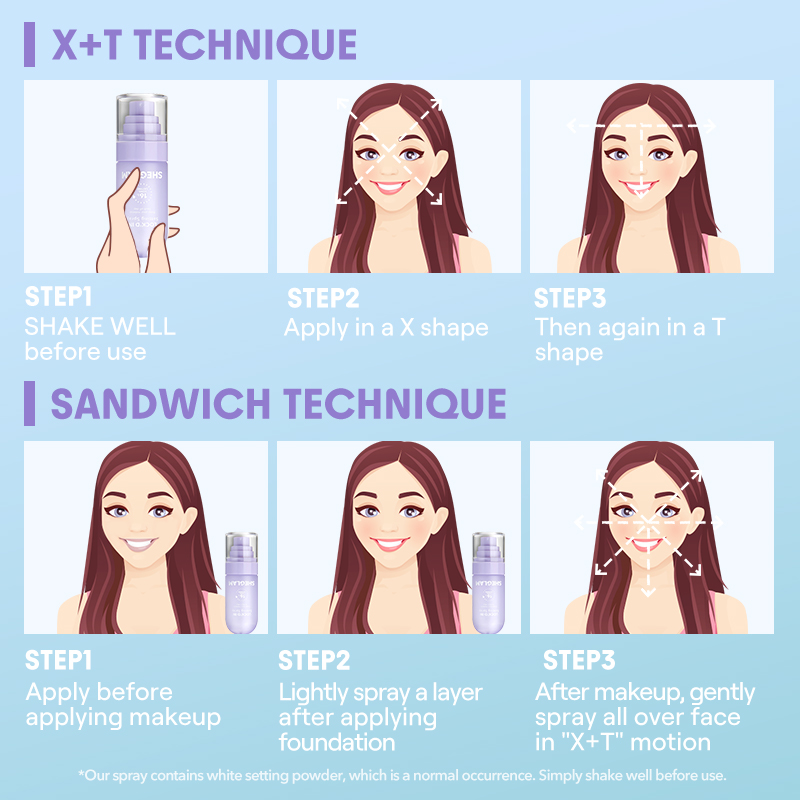 X+T TECHNIQUE
SHEGLAM
STEP1
STEP2
STEP3
SHAKE WELL
before use
Apply in a X shape
Then again in a T
shape
SANDWICH TECHNIQUE
SHEGLAM
SHEGLAM
STEP1
STEP2
STEP3
Apply before
applying makeup
Lightly spray a layer
after applying
foundation
After makeup, gently
spray all over face
in "X+T" motion
*Our spray contains white setting powder, which is a normal occurrence. Simply shake well before use.